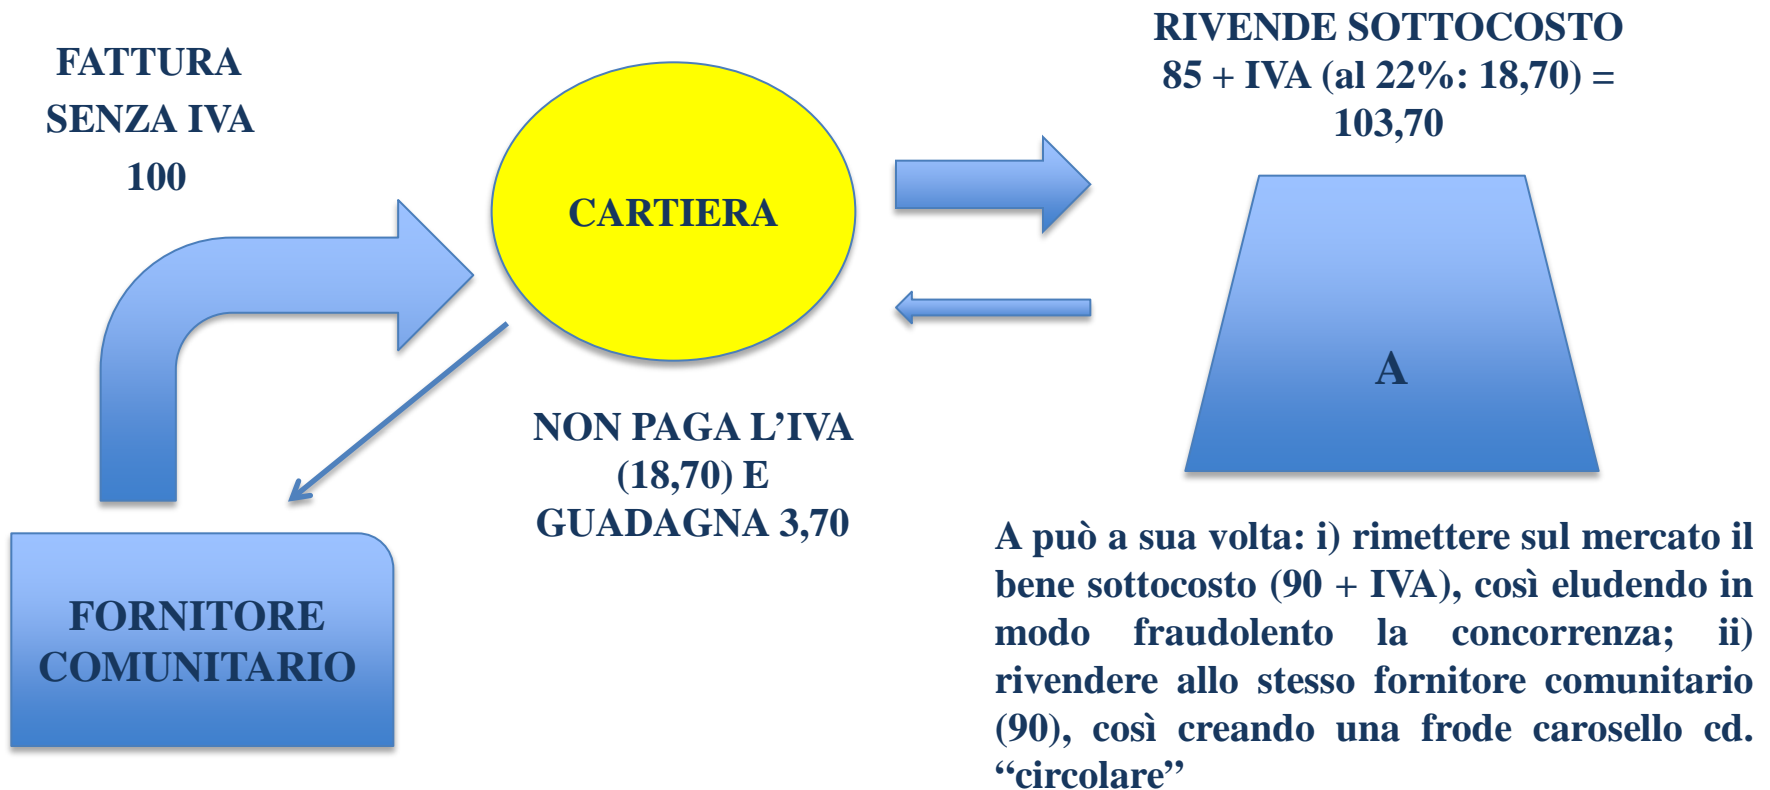 FATTURA
SENZA IVA
100
CARTIERA
RIVENDE SOTTOCOSTO
85 + IVA (al 22%: 18,70) =
103,70
A
NON PAGA L’IVA
(18,70) E
GUADAGNA 3,70
FORNITORE
COMUNITARIO
A può a sua volta: i) rimettere sul mercato il
bene sottocosto (90 + IVA), così eludendo in
modo fraudolento la concorrenza; ii)
rivendere allo stesso fornitore comunitario
(90), così creando una frode carosello cd.
“circolare”